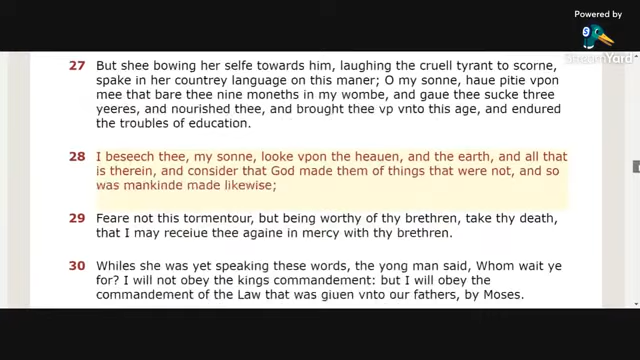 Powered by
StreamYard
27 But shee bowing her selfe towards him, laughing the cruell tyrant to scorne,
spake in her countrey language on this maner; O my sonne, haue pitie vpon
mee that bare thee nine moneths in my wombe, and gaue thee sucke three
yeeres, and nourished thee, and brought thee vp vnto this age, and endured
the troubles of education.
28 I beseech thee, my sonne, looke vpon the heauen, and the earth, and all that
is therein, and consider that God made them of things that were not, and so
was mankinde made likewise;
29 Feare not this tormentour, but being worthy of thy brethren, take thy death,
that I may receiue thee againe in mercy with thy brethren.
30 Whiles she was yet speaking these words, the yong man said, Whom wait ye
for? I will not obey the kings commandement: but I will obey the
commandement of the Law that was giuen vnto our fathers, by Moses.